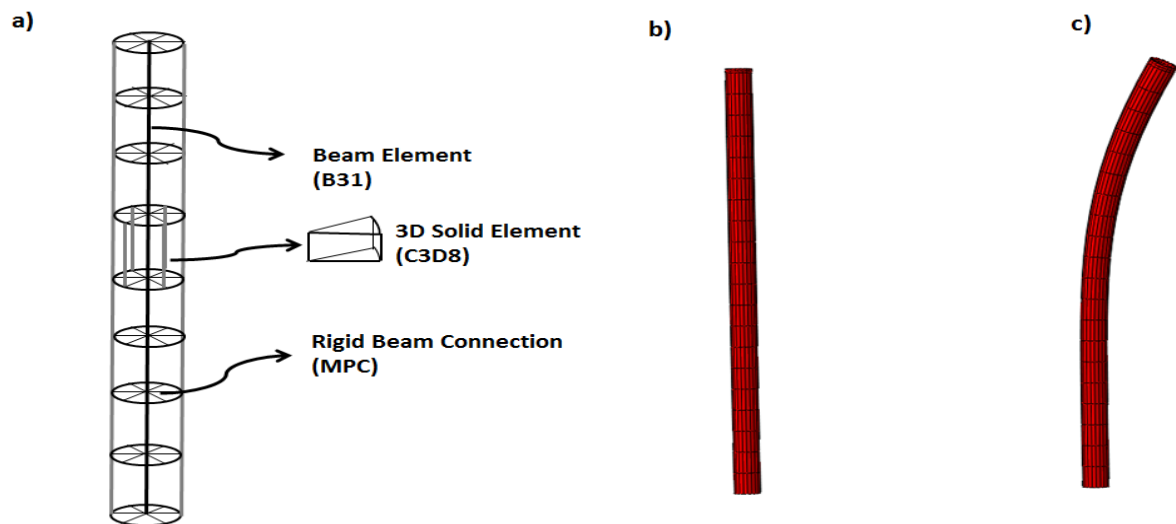 a)
b)
c)
Beam Element
(B31)
3D Solid Element
(C3D8)
Rigid Beam Connection
(MPC)